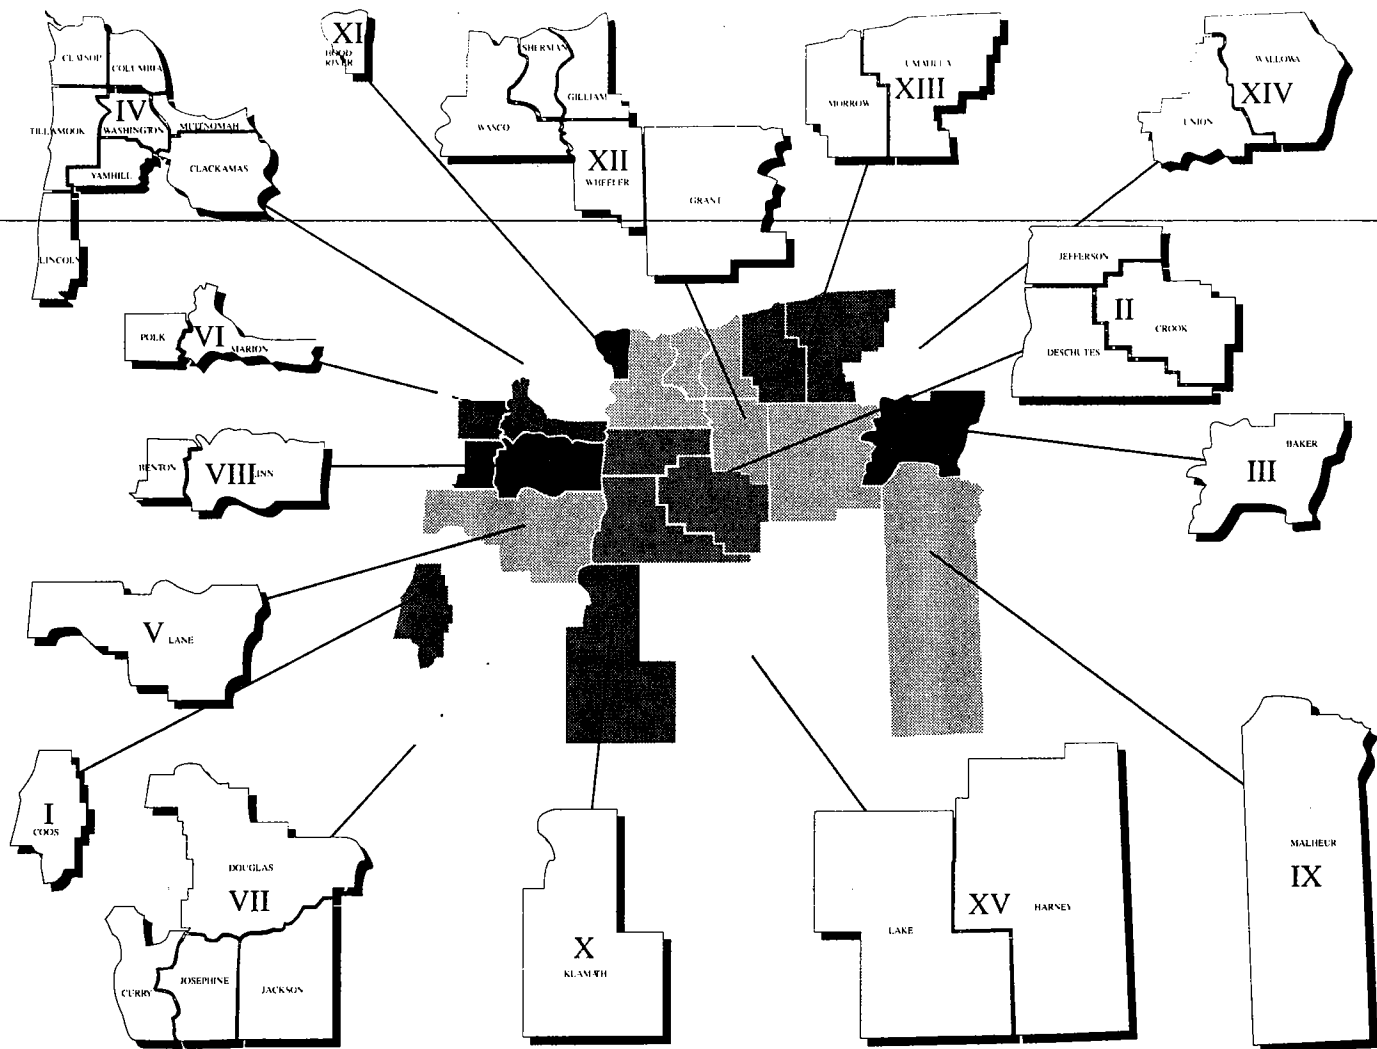 CLATSOP
COLUMBIA
IV
TILLAMOOK
WASHINGTON
MULTNOMAH
YAMHILL
CLACKAMAS
LINCOLN
XI
HOOD
RIVER
SHERMAN
GILLIAM
WASCO
XII
WHEELER
GRANT
UMATILLA
XIII
MORROW
WALLOWA
XIV
UNION
JEFFERSON
II
CROOK
DESCHUTES
POLK
VI
MARION
BENTON
VIII
LINN
BAKER
III
V
LANE
I
COOS
DOUGLAS
VII
CURRY
JOSEPHINE
JACKSON
X
KLAMATH
XV
LAKE
HARNEY
MALHEUR
IX